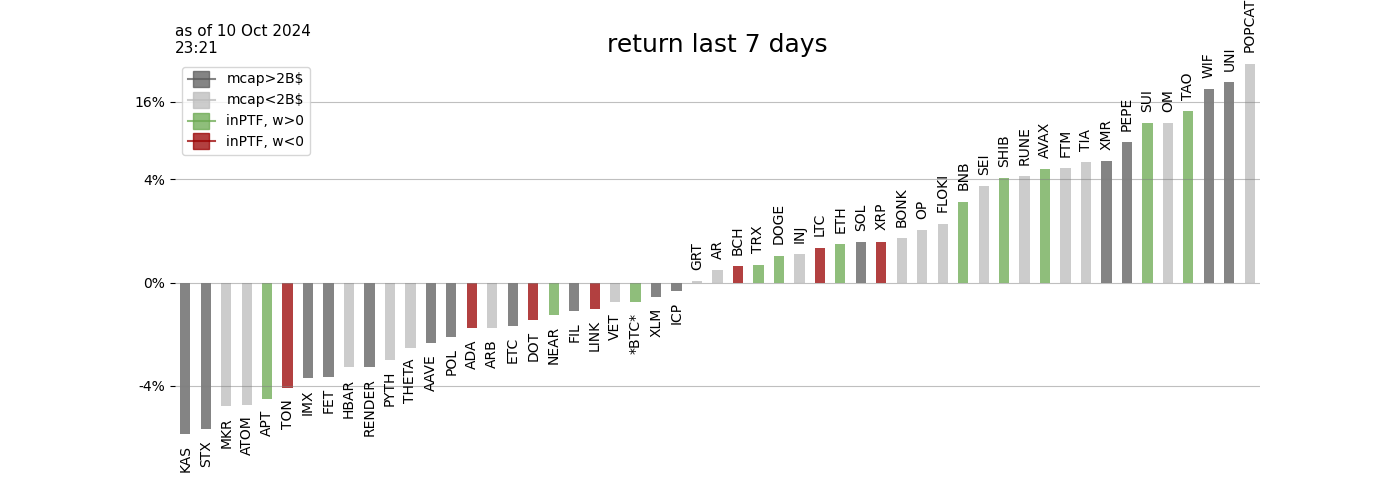 as of 10 Oct 2024
23:21
return last 7 days
mcap>2B$
mcap<2B$
inPTF, w>0
inPTF, w<0
16%
4%
0%
-4%
KAS
STX
MKR
ATOM
APT
TON
IMX
FET
HBAR
RENDER
PYTH
THETA
AAVE
POL
ADA
ARB
ETC
DOT
NEAR
FIL
LINK
VET
*BTC*
XLM
ICP
GRT
AR
BCH
TRX
DOGE
INJ
LTC
ETH
SOL
XRP
BONK
OP
FLOKI
BNB
SEI
SHIB
RUNE
AVAX
FTM
TIA
XMR
PEPE
SUI
OM
TAO
WIF
UNI
POPCAT